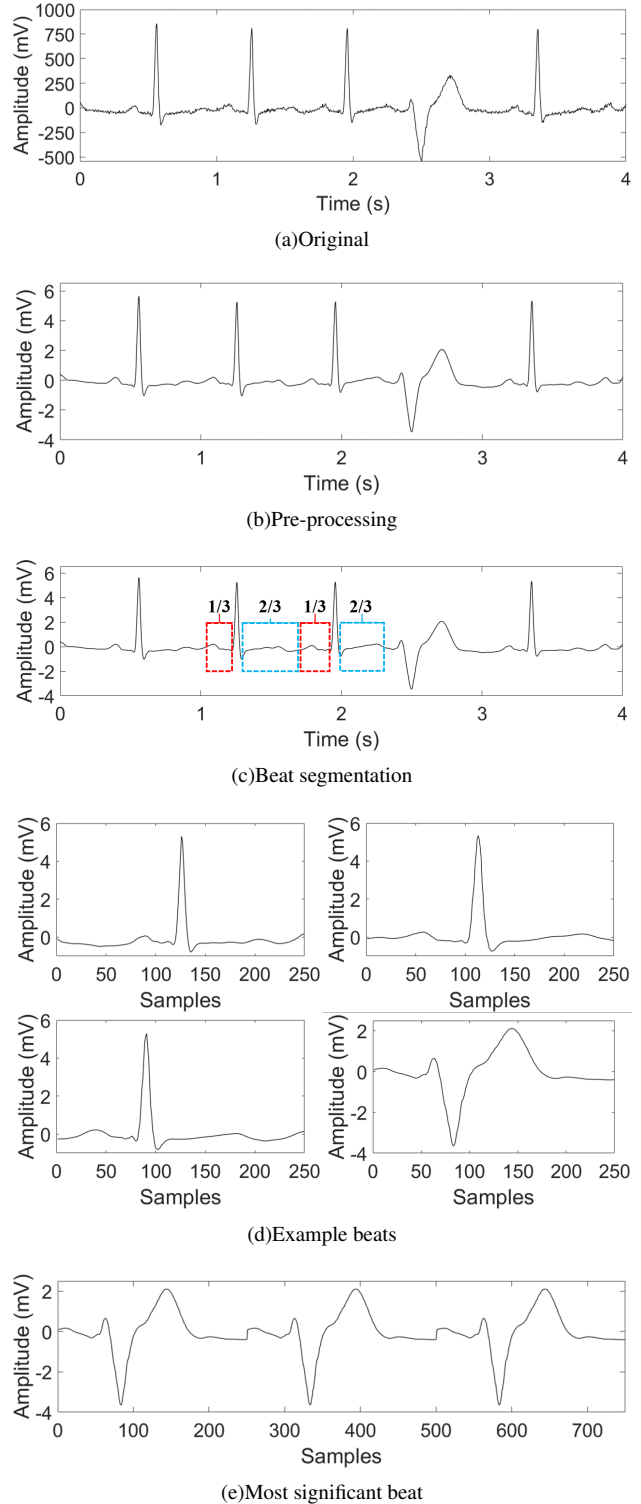 1000
750
500
250
0
-250
-500
Amplitude (mV)
0 1 2 3 4
Time (s)
(a)Original
6
4
2
0
-2
-4
Amplitude (mV)
0 1 2 3 4
Time (s)
(b)Pre-processing
6
4
2
0
-2
-4
Amplitude (mV)
1/3 2/3 1/3 2/3
0 1 2 3 4
Time (s)
(c)Beat segmentation
6
4
2
0
Amplitude (mV)
0 50 100 150 200 250
Samples
6
4
2
0
Amplitude (mV)
0 50 100 150 200 250
Samples
6
4
2
0
Amplitude (mV)
0 50 100 150 200 250
Samples
2
0
-2
-4
Amplitude (mV)
0 50 100 150 200 250
Samples
(d)Example beats
2
0
-2
-4
Amplitude (mV)
0 100 200 300 400 500 600 700
Samples
(e)Most significant beat